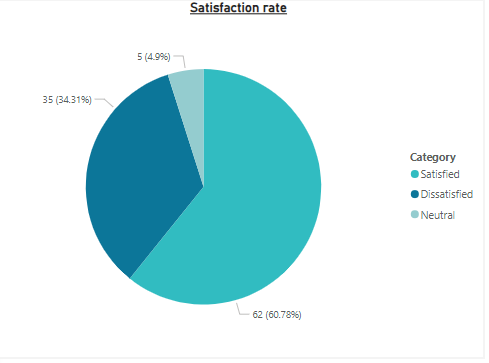 Satisfaction rate
5 (4.9%)
35 (34.31%)
Category
Satisfied
Dissatisfied
Neutral
62 (60.78%)